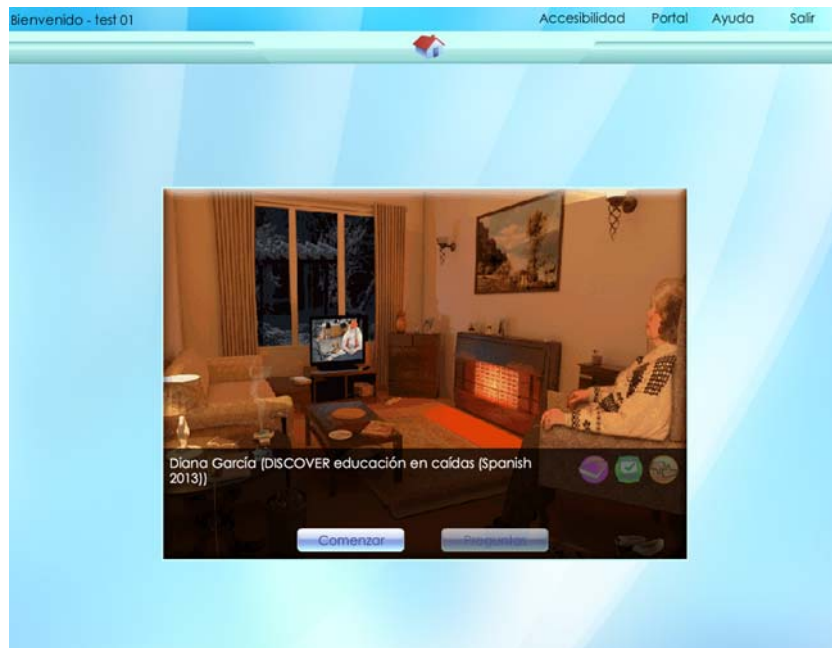 Bienvenido - test 01
Accesibilidad Portal Ayuda Salir
Diana García (DISCOVER educación en caídas (Spanish
2013))
Comenzar Preguntas